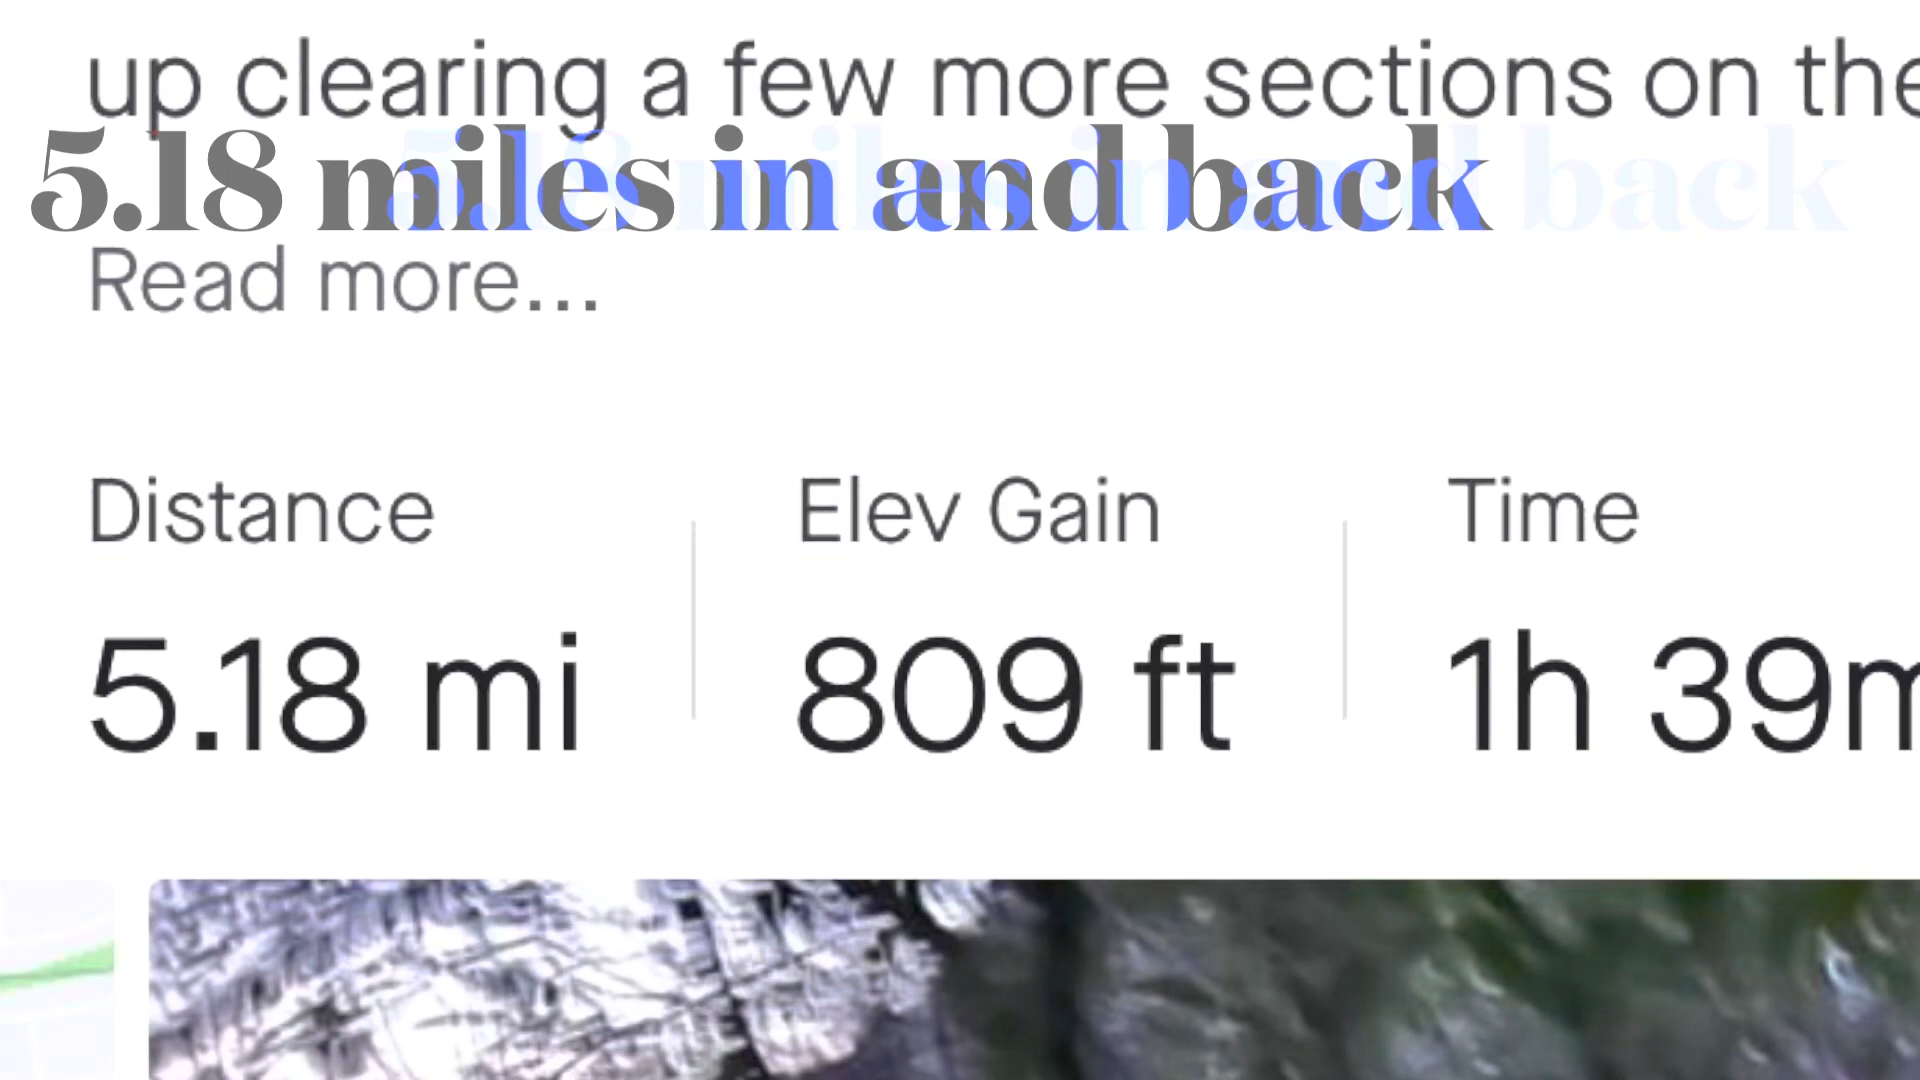 up clearing a few more sections on the
5.18 miles in and back
Read more...
Distance Elev Gain Time
5.18 mi 809 ft 1h 39m